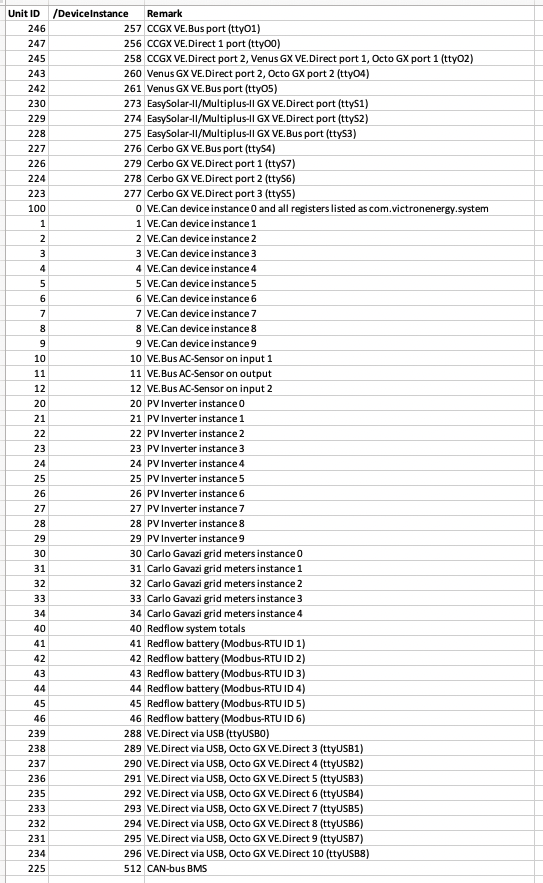 Unit ID /DeviceInstance Remark
246 257 CCGX VE.Bus port (ttyO1)
247 256 CCGX VE.Direct 1 port (ttyO0)
245 258 CCGX VE.Direct port 2, Venus GX VE.Direct port 1, Octo GX port 1 (ttyO2)
243 260 Venus GX VE.Direct port 2, Octo GX port 2 (ttyO4)
242 261 Venus GX VE.Bus port (ttyO5)
230 273 EasySolar-II/Multiplus-II GX VE.Direct port (ttyS1)
229 274 EasySolar-II/Multiplus-II GX VE.Direct port (ttyS2)
228 275 EasySolar-II/Multiplus-II GX VE.Bus port (ttyS3)
227 276 Cerbo GX VE.Bus port (ttyS4)
226 279 Cerbo GX VE.Direct port 1 (ttyS7)
224 278 Cerbo GX VE.Direct port 2 (ttyS6)
223 277 Cerbo GX VE.Direct port 3 (ttyS5)
100 0 VE.Can device instance 0 and all registers listed as com.victronenergy.system
1 1 VE.Can device instance 1
2 2 VE.Can device instance 2
3 3 VE.Can device instance 3
4 4 VE.Can device instance 4
5 5 VE.Can device instance 5
6 6 VE.Can device instance 6
7 7 VE.Can device instance 7
8 8 VE.Can device instance 8
9 9 VE.Can device instance 9
10 10 VE.Bus AC-Sensor on input 1
11 11 VE.Bus AC-Sensor on output
12 12 VE.Bus AC-Sensor on input 2
20 20 PV Inverter instance 0
21 21 PV Inverter instance 1
22 22 PV Inverter instance 2
23 23 PV Inverter instance 3
24 24 PV Inverter instance 4
25 25 PV Inverter instance 5
26 26 PV Inverter instance 6
27 27 PV Inverter instance 7
28 28 PV Inverter instance 8
29 29 PV Inverter instance 9
30 30 Carlo Gavazi grid meters instance 0
31 31 Carlo Gavazi grid meters instance 1
32 32 Carlo Gavazi grid meters instance 2
33 33 Carlo Gavazi grid meters instance 3
34 34 Carlo Gavazi grid meters instance 4
40 40 Redflow system totals
41 41 Redflow battery (Modbus-RTU ID 1)
42 42 Redflow battery (Modbus-RTU ID 2)
43 43 Redflow battery (Modbus-RTU ID 3)
44 44 Redflow battery (Modbus-RTU ID 4)
45 45 Redflow battery (Modbus-RTU ID 5)
46 46 Redflow battery (Modbus-RTU ID 6)
239 288 VE.Direct via USB (ttyUSB0)
238 289 VE.Direct via USB, Octo GX VE.Direct 3 (ttyUSB1)
237 290 VE.Direct via USB, Octo GX VE.Direct 4 (ttyUSB2)
236 291 VE.Direct via USB, Octo GX VE.Direct 5 (ttyUSB3)
235 292 VE.Direct via USB, Octo GX VE.Direct 6 (ttyUSB4)
233 293 VE.Direct via USB, Octo GX VE.Direct 7 (ttyUSB5)
232 294 VE.Direct via USB, Octo GX VE.Direct 8 (ttyUSB6)
231 295 VE.Direct via USB, Octo GX VE.Direct 9 (ttyUSB7)
234 296 VE.Direct via USB, Octo GX VE.Direct 10 (ttyUSB8)
225 512 CAN-bus BMS